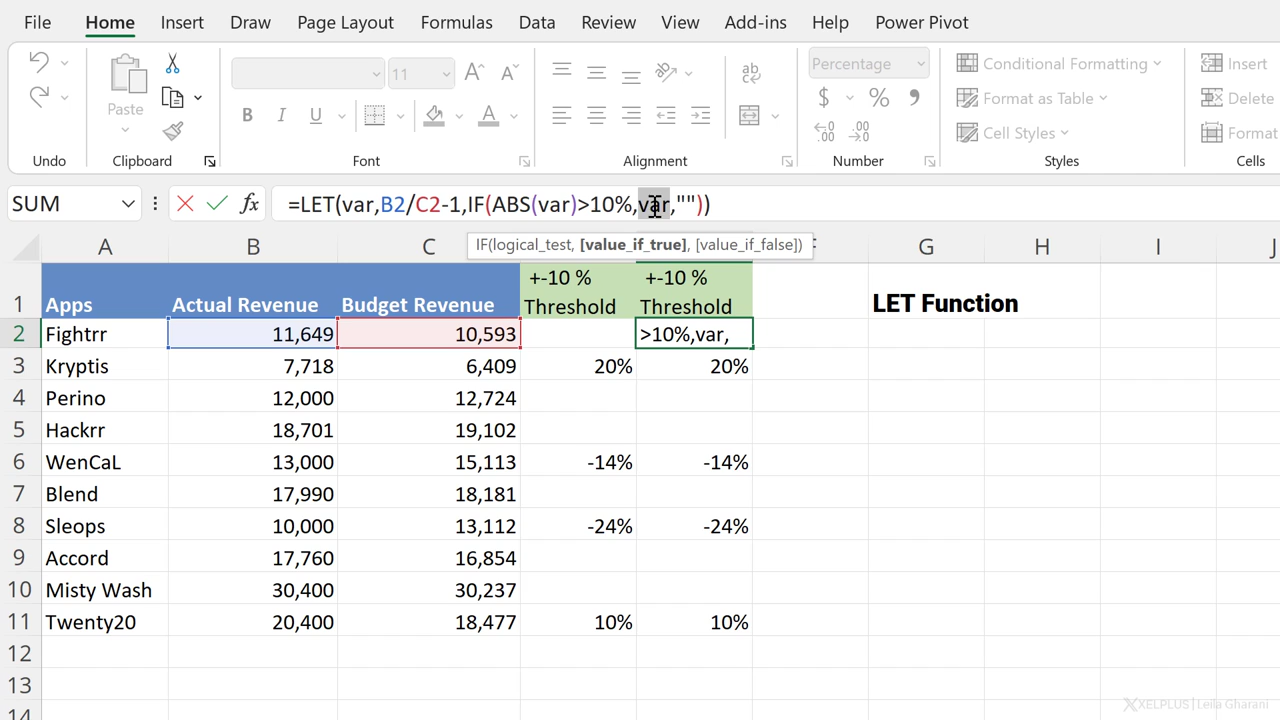 File Home Insert Draw Page Layout Formulas Data Review View Add-ins Help Power Pivot
11 Percentage Conditional Formatting Insert
Paste B I U ab $ % Format as Table Delete
Cell Styles Format
Undo Clipboard Font Alignment Number Styles Cells
SUM fx =LET(var,B2/C2-1,IF(ABS(var)>10%,var,""))
IF(logical_test, [value_if_true], [value_if_false])
A B C F G H I J
1 Apps Actual Revenue Budget Revenue +-10 % Threshold +-10 % Threshold LET Function
2 Fightrr 11,649 10,593 >10%,var,
3 Kryptis 7,718 6,409 20% 20%
4 Perino 12,000 12,724
5 Hackrr 18,701 19,102
6 WenCaL 13,000 15,113 -14% -14%
7 Blend 17,990 18,181
8 Sleops 10,000 13,112 -24% -24%
9 Accord 17,760 16,854
10 Misty Wash 30,400 30,237
11 Twenty20 20,400 18,477 10% 10%
12
13
14
XELPLUS | Leila Gharani